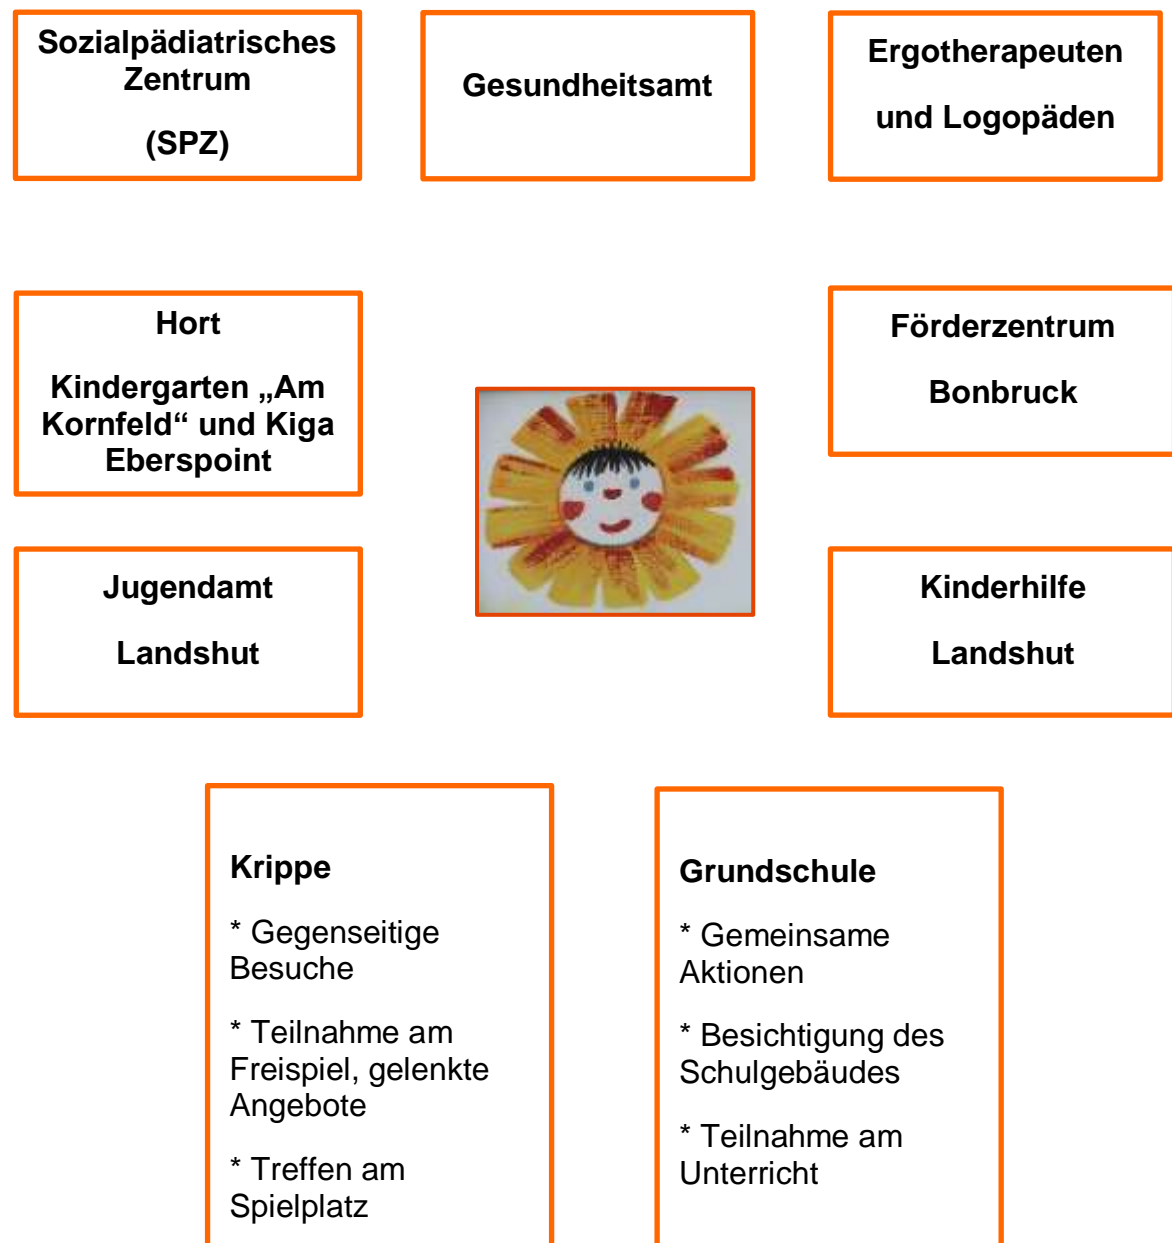 Sozialpädiatrisches
Zentrum
(SPZ)
Gesundheitsamt
Ergotherapeuten
und Logopäden
Hort
Kindergarten „Am
Kornfeld“ und Kiga
Eberspoint
Förderzentrum
Bonbruck
Jugendamt
Landshut
Kinderhilfe
Landshut
Krippe
* Gegenseitige
Besuche
* Teilnahme am
Freispiel, gelenkte
Angebote
* Treffen am
Spielplatz
Grundschule
* Gemeinsame
Aktionen
* Besichtigung des
Schulgebäudes
* Teilnahme am
Unterricht